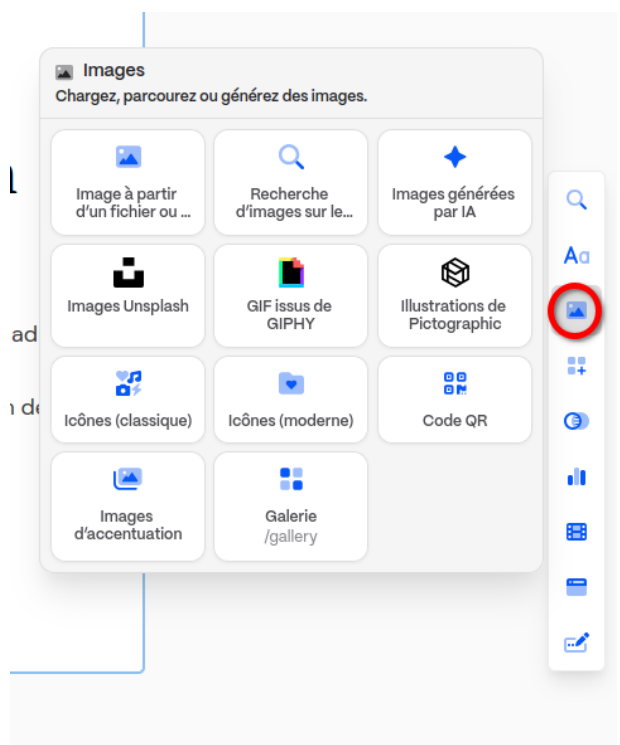 Images
Chargez, parcourez ou générez des images.
Image à partir
d'un fichier ou ...
Recherche
d'images sur le...
Images générées
par IA
Images Unsplash
GIF issus de
GIPHY
Illustrations de
Pictographic
Icônes (classique)
Icônes (moderne)
Code QR
Images
d'accentuation
Galerie
/gallery
Aa
ad
n de